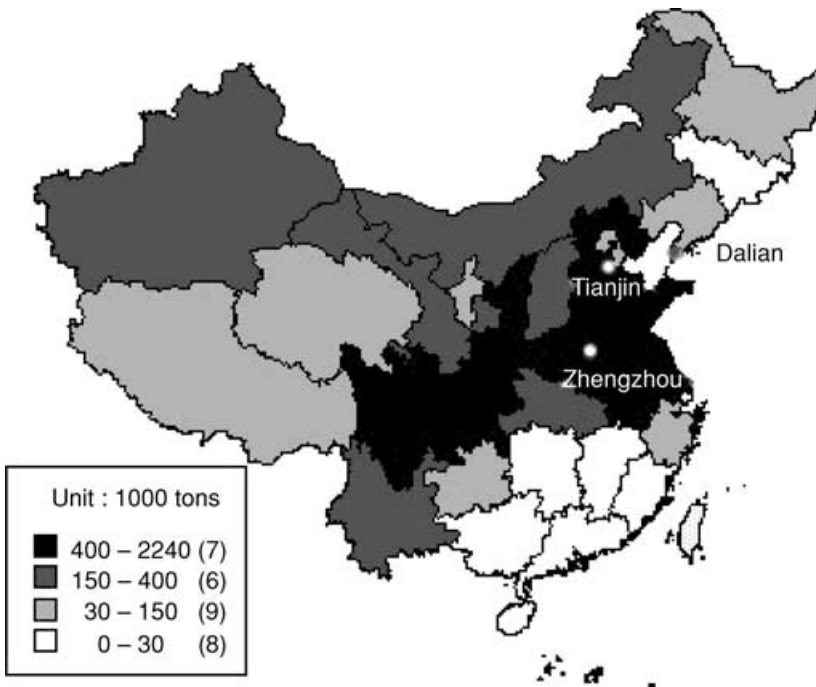 Dalian
Tianjin
Zhengzhou
Unit : 1000 tons
400 – 2240 (7)
150 – 400 (6)
30 – 150 (9)
0 – 30 (8)